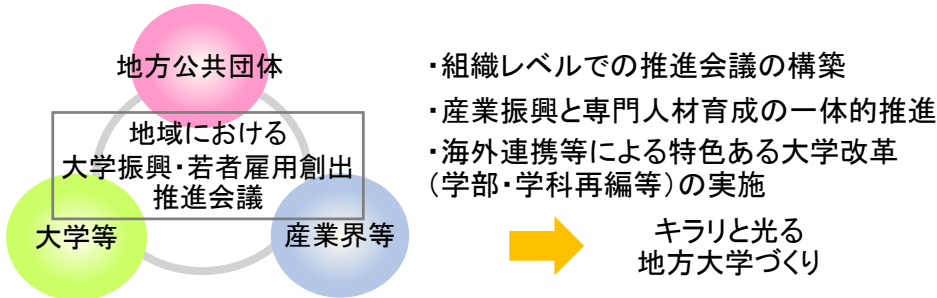 地方公共団体
地域における
大学振興・若者雇用創出
推進会議
大学等
産業界等
・組織レベルでの推進会議の構築
・産業振興と専門人材育成の一体的推進
・海外連携等による特色ある大学改革
（学部・学科再編等）の実施
キラリと光る
地方大学づくり